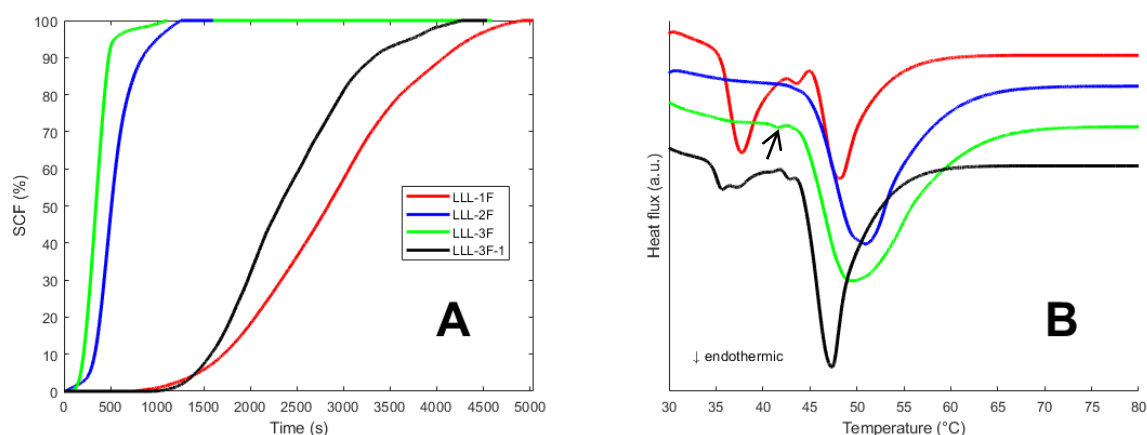 100
90
80
70
60
50
40
30
20
10
0
SCF (%)
LLL-1F
LLL-2F
LLL-3F
LLL-3F-1
A
0 500 1000 1500 2000 2500 3000 3500 4000 4500 5000
Time (s)
Heat flux (a.u.)
B
↓ endothermic
30 35 40 45 50 55 60 65 70 75 80
Temperature (°C)